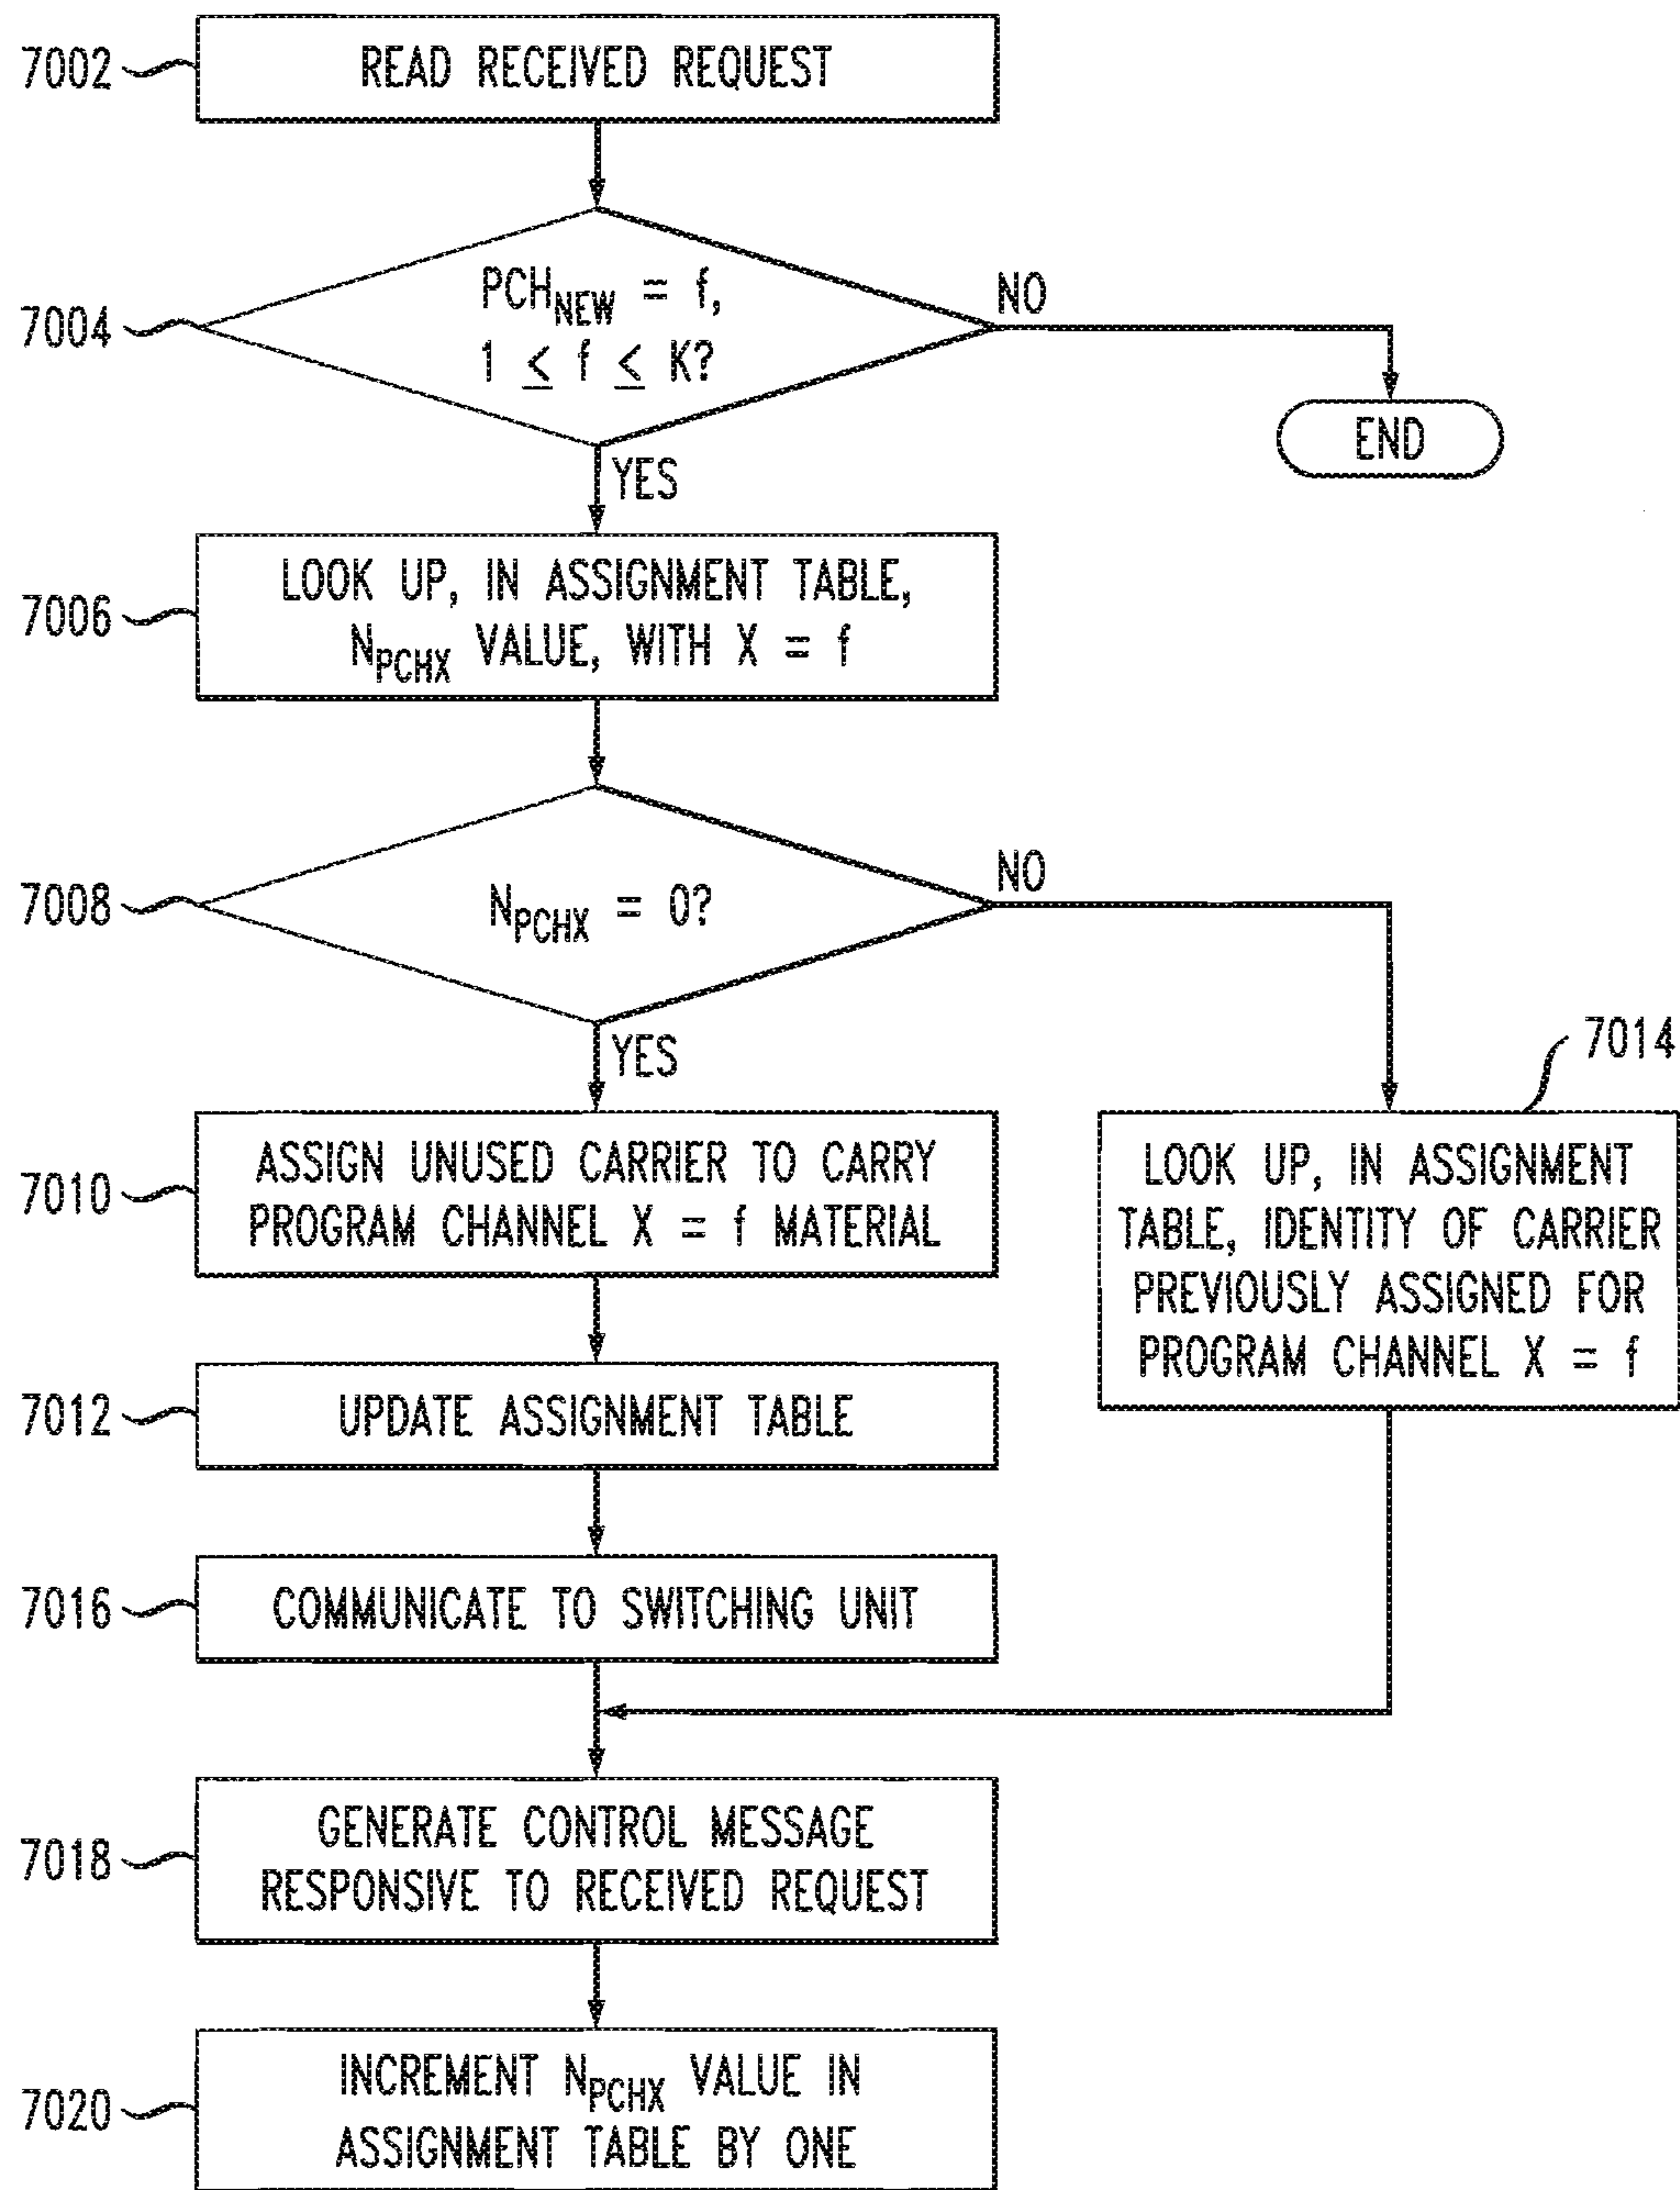 7002
READ RECEIVED REQUEST
7004
PCH_NEW = f,
1 ≤ f ≤ K?
NO
END
YES
7006
LOOK UP, IN ASSIGNMENT TABLE,
N_PCHX VALUE, WITH X = f
7008
N_PCHX = 0?
NO
YES
7010
ASSIGN UNUSED CARRIER TO CARRY
PROGRAM CHANNEL X = f MATERIAL
7014
LOOK UP, IN ASSIGNMENT
TABLE, IDENTITY OF CARRIER
PREVIOUSLY ASSIGNED FOR
PROGRAM CHANNEL X = f
7012
UPDATE ASSIGNMENT TABLE
7016
COMMUNICATE TO SWITCHING UNIT
7018
GENERATE CONTROL MESSAGE
RESPONSIVE TO RECEIVED REQUEST
7020
INCREMENT N_PCHX VALUE IN
ASSIGNMENT TABLE BY ONE